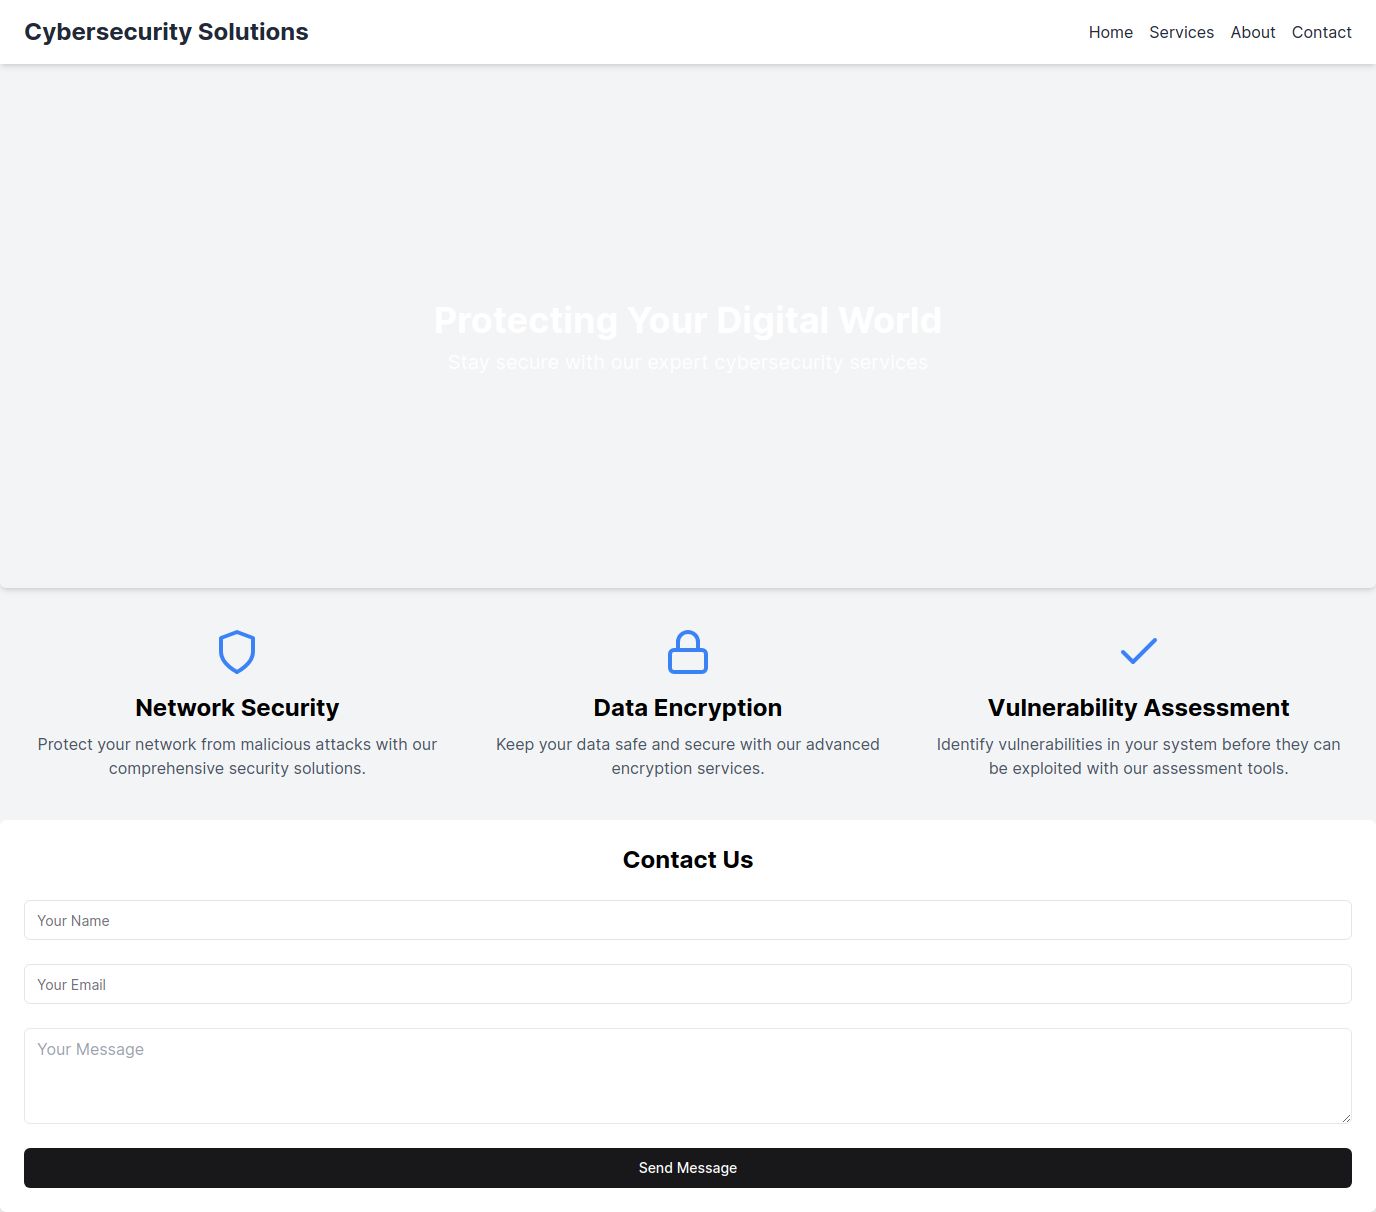 Cybersecurity Solutions
Home Services About Contact
Protecting Your Digital World
Stay secure with our expert cybersecurity services
Network Security
Protect your network from malicious attacks with our
comprehensive security solutions.
Data Encryption
Keep your data safe and secure with our advanced
encryption services.
Vulnerability Assessment
Identify vulnerabilities in your system before they can
be exploited with our assessment tools.
Contact Us
Your Name
Your Email
Your Message
Send Message